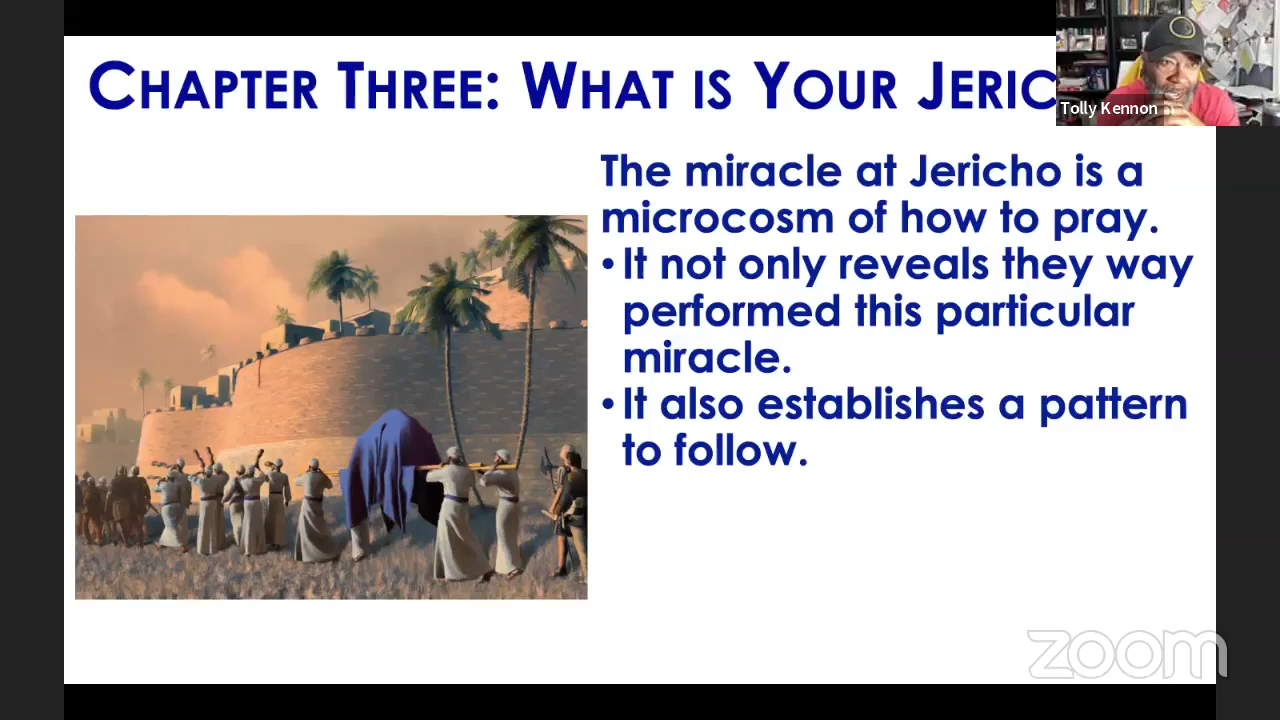 CHAPTER THREE: WHAT IS YOUR JERIC
Tolly Kennon
The miracle at Jericho is a
microcosm of how to pray.
• It not only reveals they way
performed this particular
miracle.
• It also establishes a pattern
to follow.
zoom